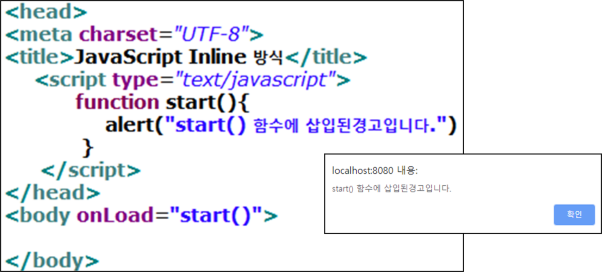 <head>
<meta charset="UTF-8">
<title>JavaScript Inline 방식</title>
<script type="text/javascript">
function start(){
alert("start() 함수에 삽입된경고입니다.")
}
</script>
</head>
<body onLoad="start()">
</body>
localhost:8080 내용:
start() 함수에 삽입된경고입니다.
확인